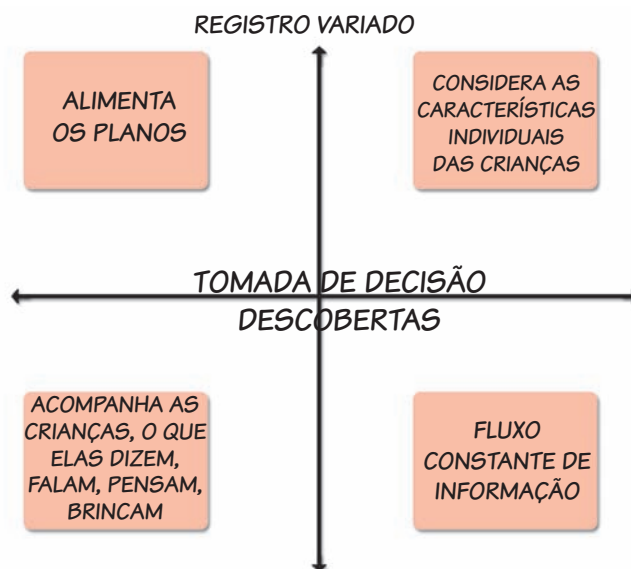 REGISTRO VARIADO
ALIMENTA
OS PLANOS
CONSIDERA AS
CARACTERÍSTICAS
INDIVIDUAIS
DAS CRIANÇAS
TOMADA DE DECISÃO
DESCOBERTAS
ACOMPANHA AS
CRIANÇAS, O QUE
ELAS DIZEM,
FALAM, PENSAM,
BRINCAM
FLUXO
CONSTANTE DE
INFORMAÇÃO